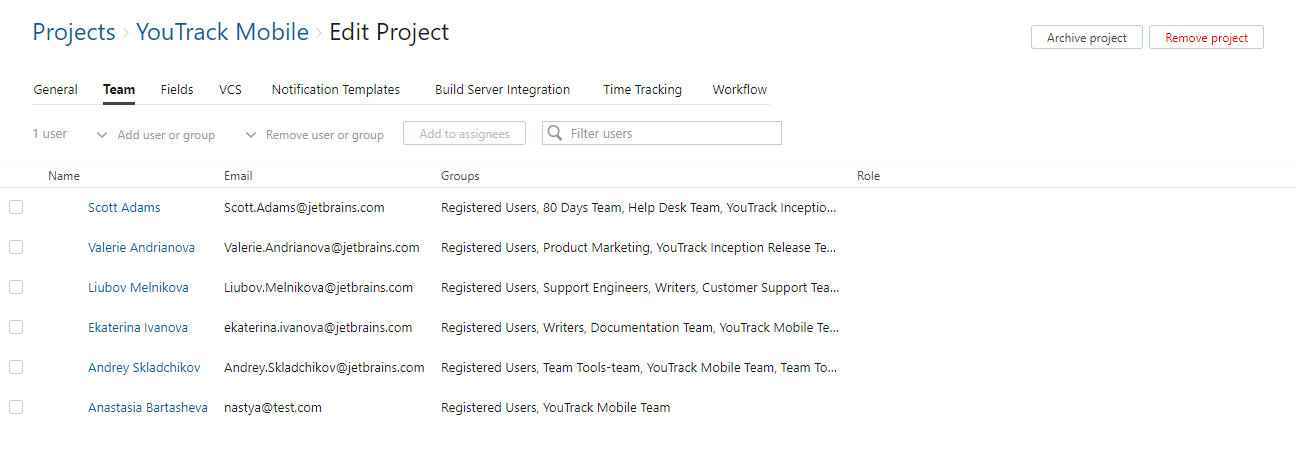 Projects › YouTrack Mobile › Edit Project
Archive project Remove project
General Team Fields VCS Notification Templates Build Server Integration Time Tracking Workflow
1 user Add user or group Remove user or group Add to assignees Filter users
Name Email Groups Role
Scott Adams Scott.Adams@jetbrains.com Registered Users, 80 Days Team, Help Desk Team, YouTrack Inceptio...
Valerie Andrianova Valerie.Andrianova@jetbrains.com Registered Users, Product Marketing, YouTrack Inception Release Te...
Liubov Melnikova Liubov.Melnikova@jetbrains.com Registered Users, Support Engineers, Writers, Customer Support Tea...
Ekaterina Ivanova ekaterina.ivanova@jetbrains.com Registered Users, Writers, Documentation Team, YouTrack Mobile Te...
Andrey Skladchikov Andrey.Skladchikov@jetbrains.com Registered Users, Team Tools-team, YouTrack Mobile Team, Team To...
Anastasia Bartasheva nastya@test.com Registered Users, YouTrack Mobile Team